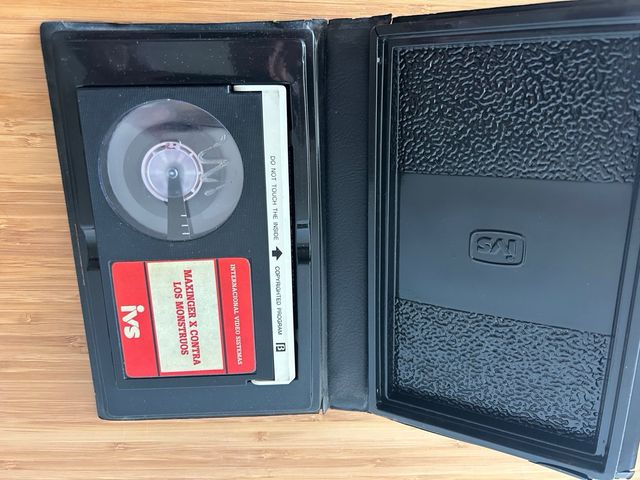 DO NOT TOUCH THE INSIDE
COPYRIGHTED PROGRAM
B
INTERNACIONAL VIDEO SISTEMAS
MAXINGER X CONTRA
LOS MONSTRUOS
ivs
ivs